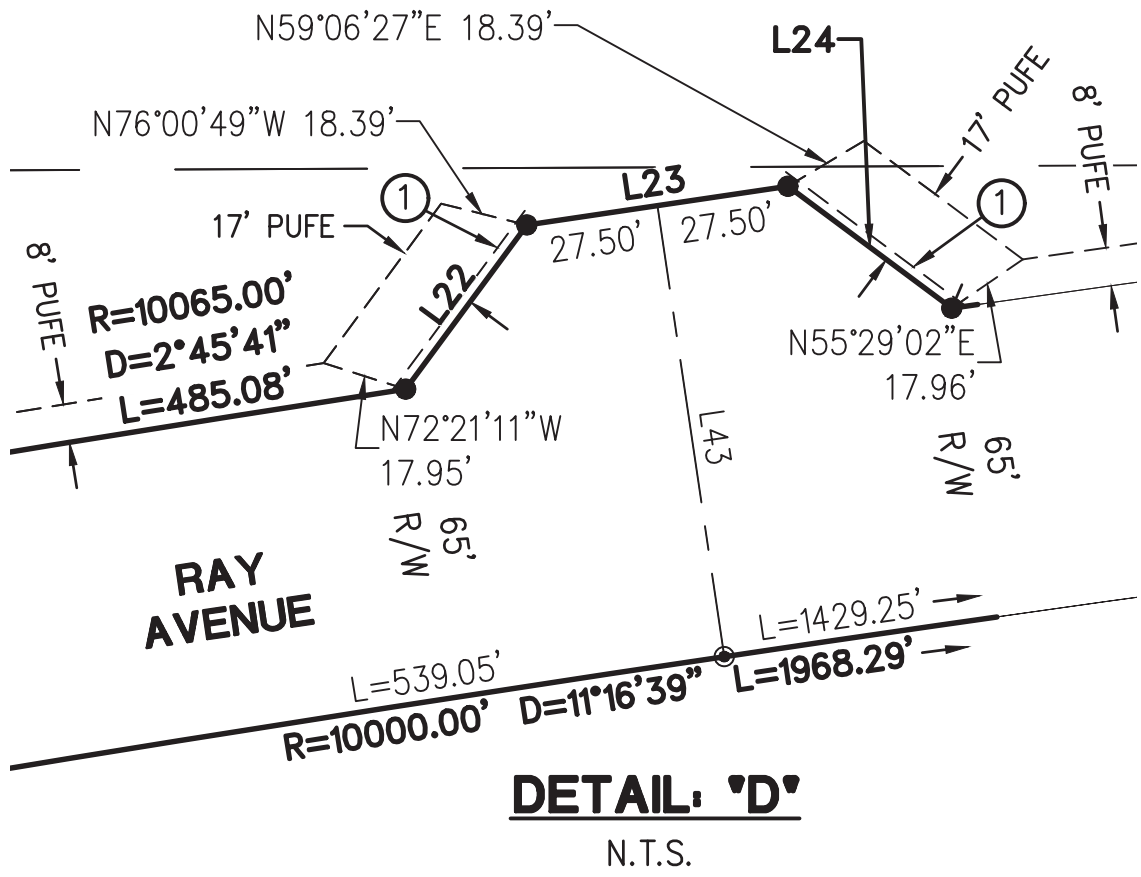 N59°06'27"E 18.39'
L24
17' PUFE
8' PUFE
N76°00'49"W 18.39'
1
L23
1
17' PUFE
27.50'
27.50'
8' PUFE
L22
R=10065.00'
D=2°45'41"
L=485.08'
N55°29'02"E
17.96'
N72°21'11"W
17.95'
L43
65'
R/W
65'
R/W
RAY
AVENUE
L=1429.25'
L=539.05'
R=10000.00' D=11°16'39" L=1968.29'
DETAIL: "D"
N.T.S.